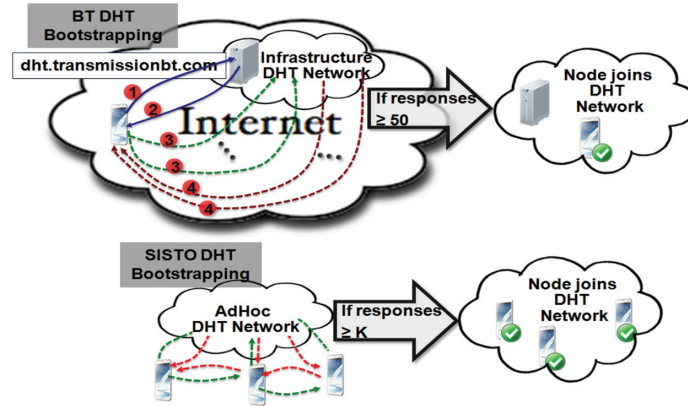 BT DHT
Bootstrapping
dht.transmissionbt.com
Infrastructure
DHT Network
1
2
Internet
3
3
4
4
If responses
≥ 50
Node joins
DHT
Network
SISTO DHT
Bootstrapping
AdHoc
DHT Network
If responses
≥ K
Node joins
DHT
Network